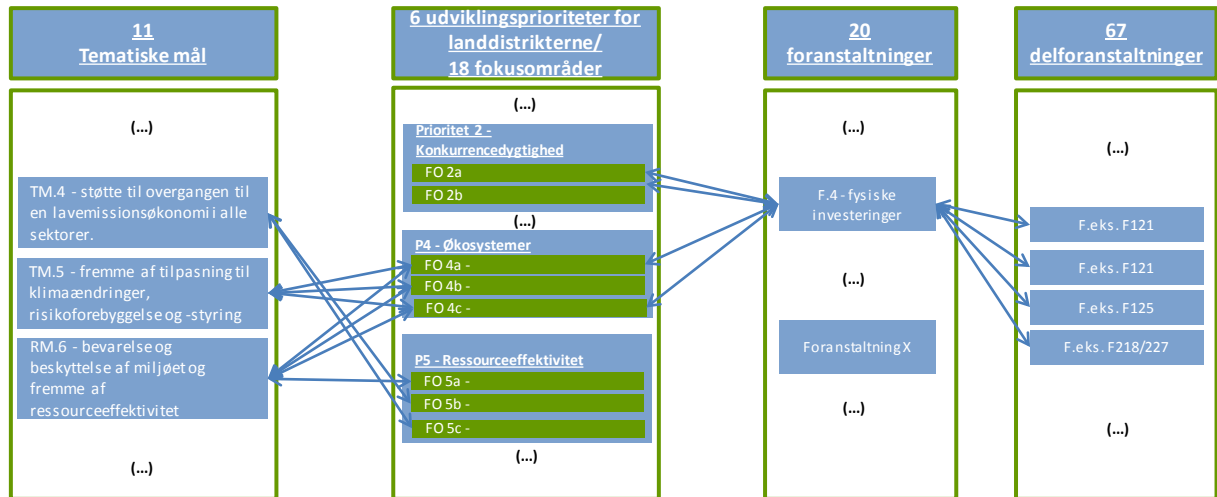 11
Tematiske mål
(...)
TM.4 - støtte til overgangen til
en lavemissionsøkonomi i alle
sektorer.
TM.5 - fremme af tilpasning til
klimaændringer,
risikoforebyggelse og -styring
RM.6 - bevarelse og
beskyttelse af miljøet og
fremme af
ressourceeffektivitet
(...)
6 udviklingsprioriteter for
landdistrikterne/
18 fokusområder
(...)
Prioritet 2 -
Konkurrencedygtighed
FO 2a
FO 2b
(...)
P4 - Økosystemer
FO 4a -
FO 4b -
FO 4c -
P5 - Ressourceeffektivitet
FO 5a -
FO 5b -
FO 5c -
(...)
20
foranstaltninger
(...)
F.4 - fysiske
investeringer
(...)
Foranstaltning X
(...)
67
delforanstaltninger
(...)
F.eks. F121
F.eks. F121
F.eks. F125
F.eks. F218/227
(...)